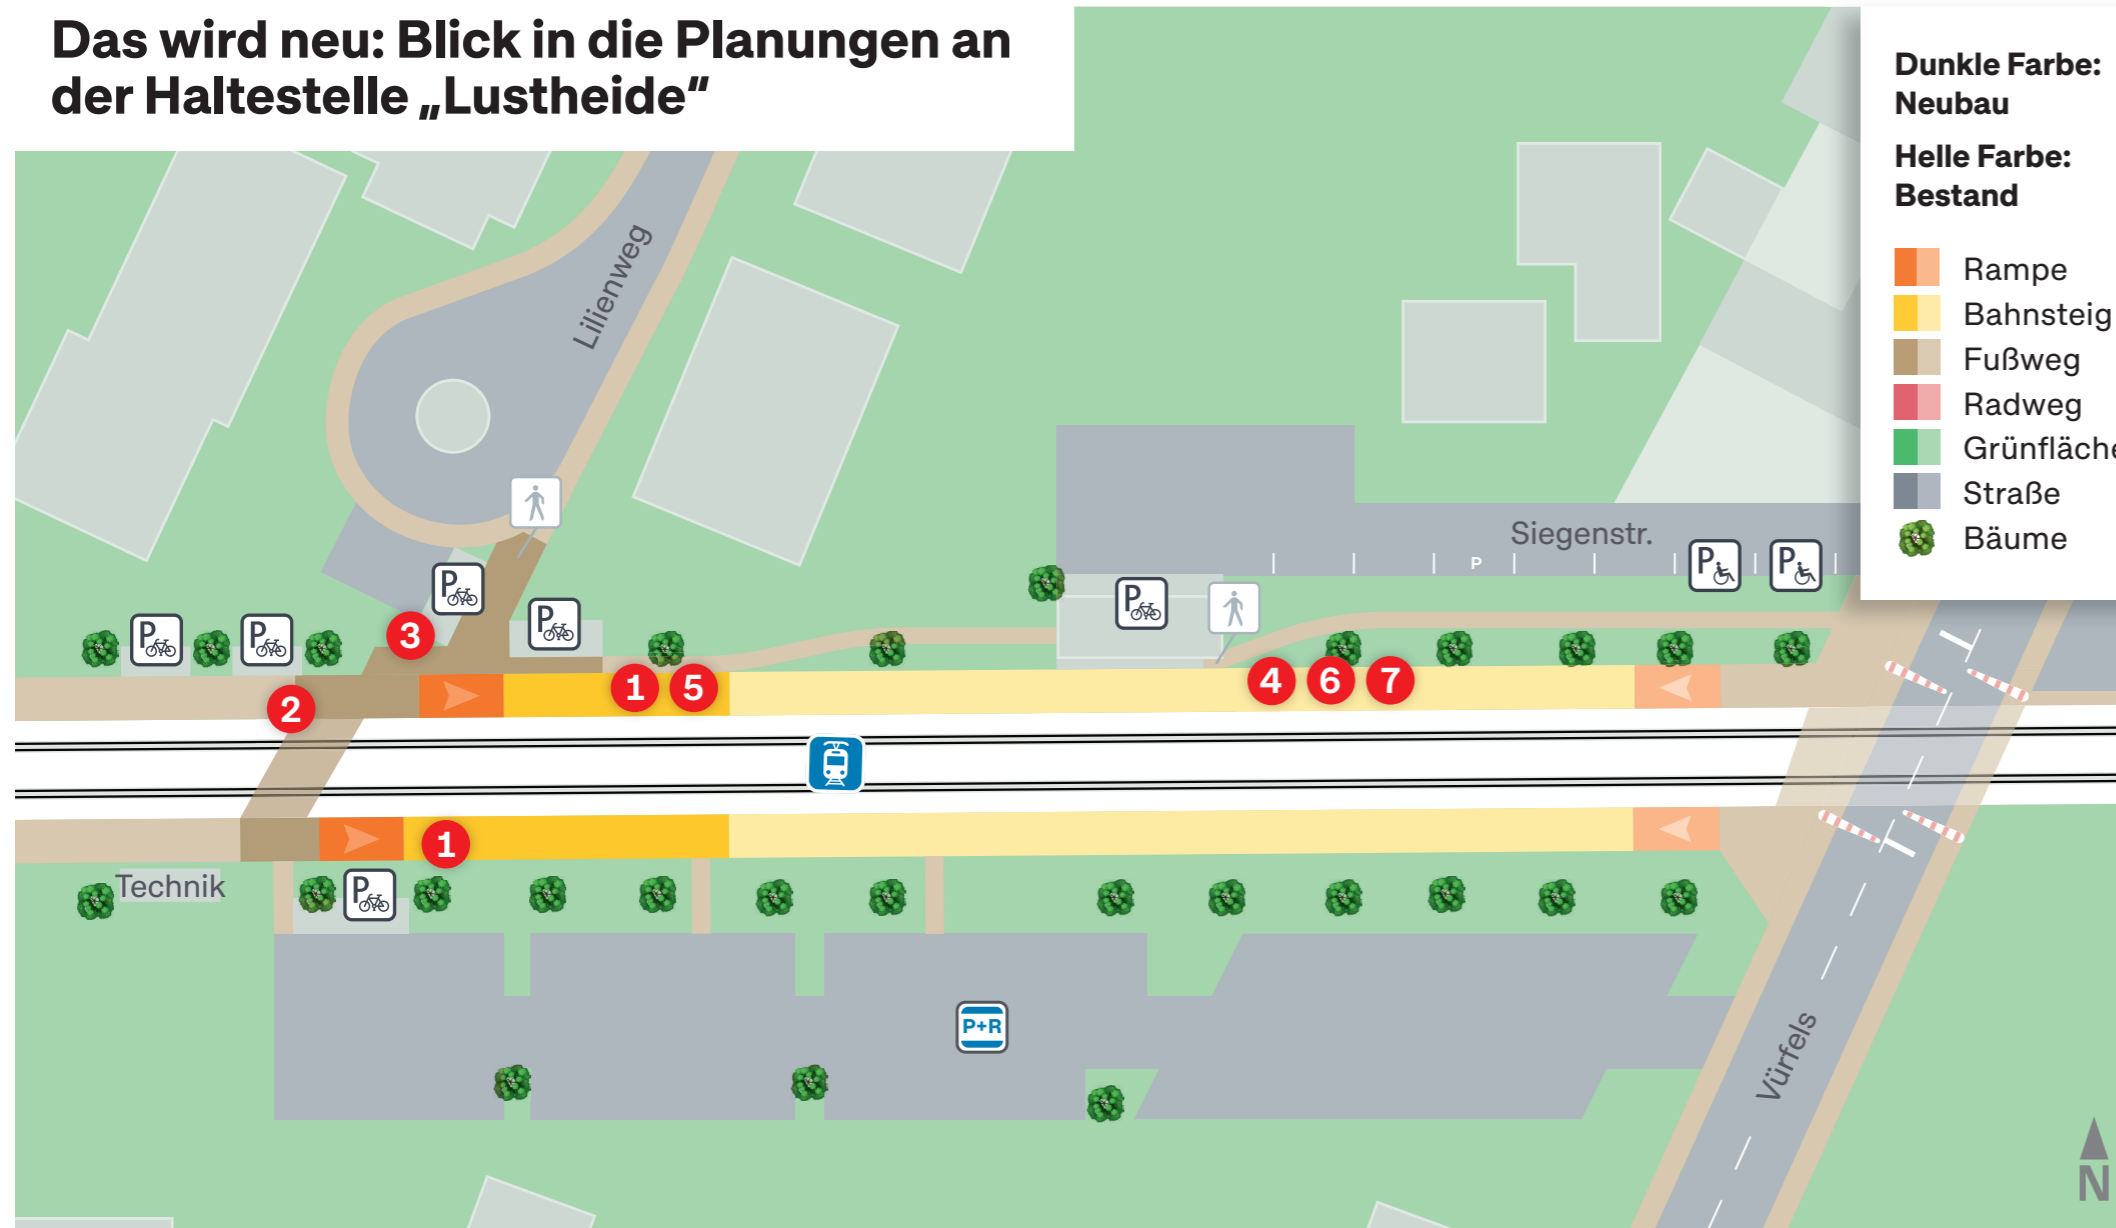 Das wird neu: Blick in die Planungen an
der Haltestelle „Lustheide“
Dunkle Farbe:
Neubau
Helle Farbe:
Bestand
Rampe
Bahnsteig
Fußweg
Radweg
Grünfläche
Straße
Bäume
Lilienweg
Siegenstr.
P
P
P
P
P
P
P
P
P
3
1
5
2
4
6
7
1
Technik
P
P+R
Vürfels
N